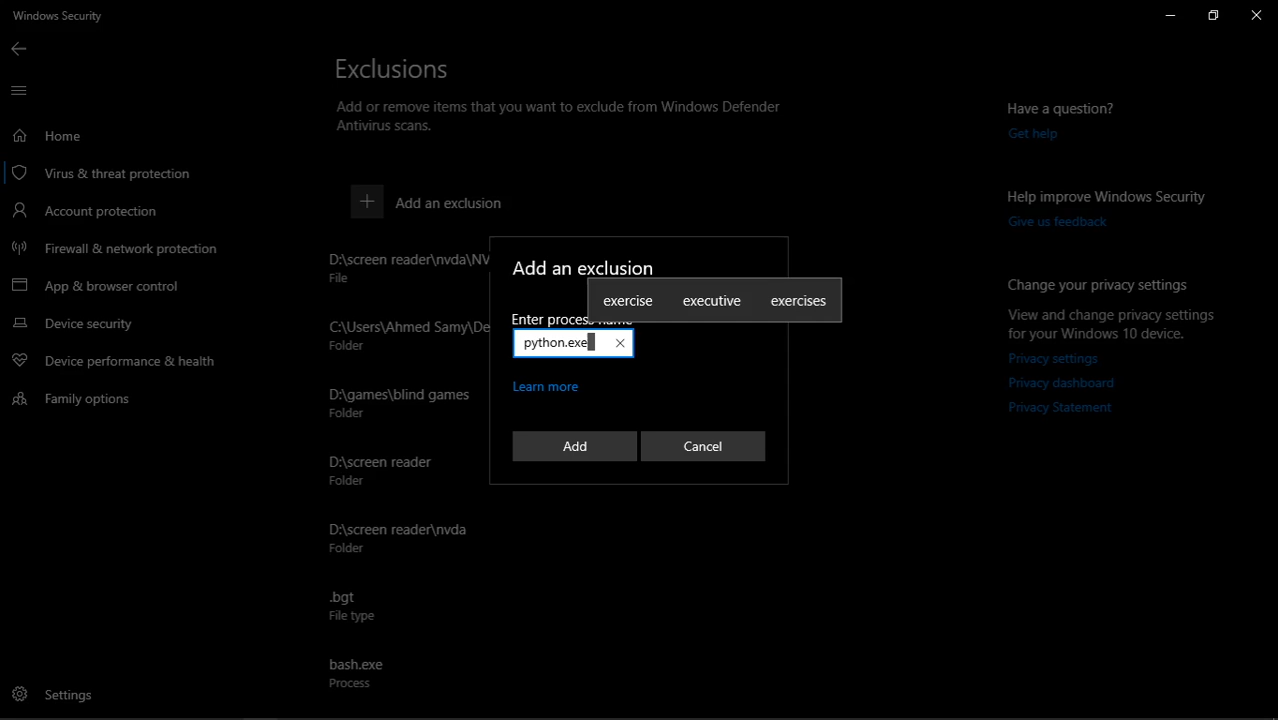 Windows Security
Exclusions
Add or remove items that you want to exclude from Windows Defender
Antivirus scans.
Home
Virus & threat protection
Account protection
Firewall & network protection
App & browser control
Device security
Device performance & health
Family options
Settings
Add an exclusion
D:\screen reader\nvda\NV
File
C:\Users\Ahmed Samy\De
Folder
D:\games\blind games
Folder
D:\screen reader
Folder
D:\screen reader\nvda
Folder
.bgt
File type
bash.exe
Process
Add an exclusion
exercise executive exercises
Enter process name
python.exe
Learn more
Add Cancel
Have a question?
Get help
Help improve Windows Security
Give us feedback
Change your privacy settings
View and change privacy settings
for your Windows 10 device.
Privacy settings
Privacy dashboard
Privacy Statement